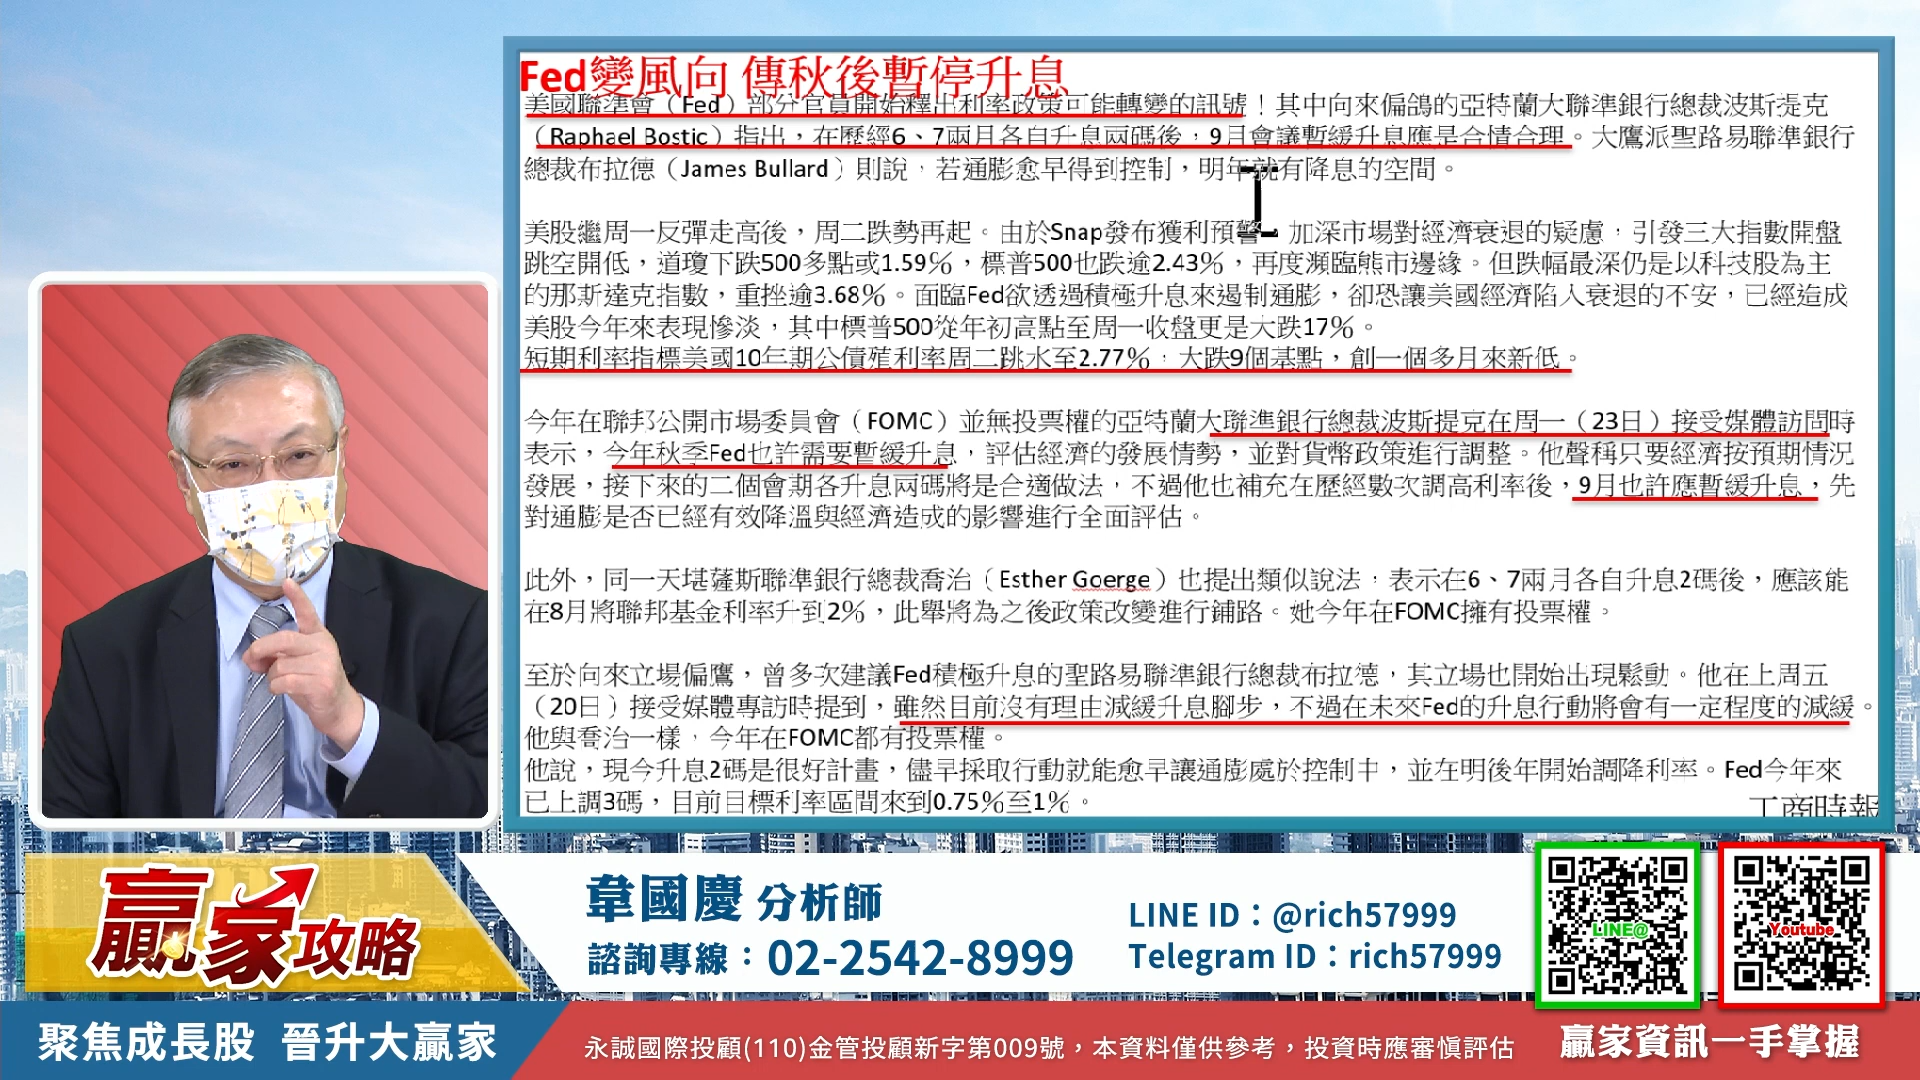 Fed變風向 傳秋後暫停升息
美國聯準會（Fed）部分官員開始釋出利率政策可能轉變的訊號！其中向來偏鴿的亞特蘭大聯準銀行總裁波斯提克
（Raphael Bostic）指出，在歷經6、7兩月各自升息兩碼後，9月會議暫緩升息應是合情合理。大鷹派聖路易聯準銀行
總裁布拉德（James Bullard）則說，若通膨愈早得到控制，明年就有降息的空間。
美股繼周一反彈走高後，周二跌勢再起。由於Snap發布獲利預警，加深市場對經濟衰退的疑慮，引發三大指數開盤
跳空開低，道瓊下跌500多點或1.59%，標普500也跌逾2.43%，再度瀕臨熊市邊緣。但跌幅最深仍是以科技股為主
的那斯達克指數，重挫逾3.68%。面臨Fed欲透過積極升息來遏制通膨，卻恐讓美國經濟陷入衰退的不安，已經造成
美股今年來表現慘淡，其中標普500從年初高點至周一收盤更是大跌17%。
短期利率指標美國10年期公債殖利率周二跳水至2.77%，大跌9個基點，創一個多月來新低。
今年在聯邦公開市場委員會（FOMC）並無投票權的亞特蘭大聯準銀行總裁波斯提克在周一（23日）接受媒體訪問時
表示，今年秋季Fed也許需要暫緩升息，評估經濟的發展情勢，並對貨幣政策進行調整。他聲稱只要經濟按預期情況
發展，接下來的二個會期各升息兩碼將是合適做法，不過他也補充在歷經數次調高利率後，9月也許應暫緩升息，先
對通膨是否已經有效降溫與經濟造成的影響進行全面評估。
此外，同一天堪薩斯聯準銀行總裁喬治（Esther Goerge）也提出類似說法，表示在6、7兩月各自升息2碼後，應該能
在8月將聯邦基金利率升到2%，此舉將為之後政策改變進行鋪路。她今年在FOMC擁有投票權。
至於向來立場偏鷹，曾多次建議Fed積極升息的聖路易聯準銀行總裁布拉德，其立場也開始出現鬆動。他在上周五
（20日）接受媒體專訪時提到，雖然目前沒有理由減緩升息腳步，不過在未來Fed的升息行動將會有一定程度的減緩。
他與喬治一樣，今年在FOMC都有投票權。
他說，現今升息2碼是很好計畫，儘早採取行動就能愈早讓通膨處於控制中，並在明後年開始調降利率。Fed今年來
已上調3碼，目前目標利率區間來到0.75%至1%。
工商時報
贏家攻略
韋國慶 分析師
諮詢專線：02-2542-8999
LINE ID：@rich57999
Telegram ID：rich57999
LINE@
Youtube
聚焦成長股 晉升大贏家
永誠國際投顧(110)金管投顧新字第009號，本資料僅供參考，投資時應審慎評估
贏家資訊一手掌握